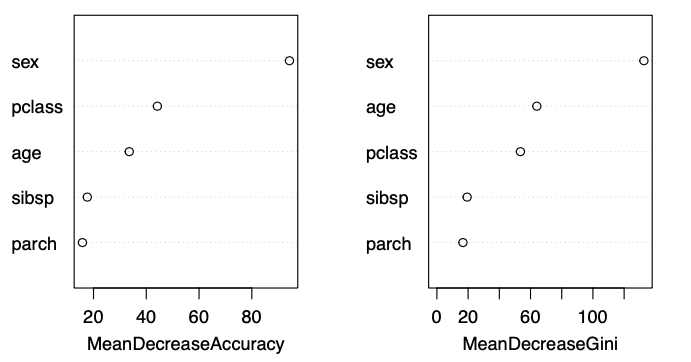 sex
pclass
age
sibsp
parch
20 40 60 80
MeanDecreaseAccuracy
sex
age
pclass
sibsp
parch
0 20 60 100
MeanDecreaseGini